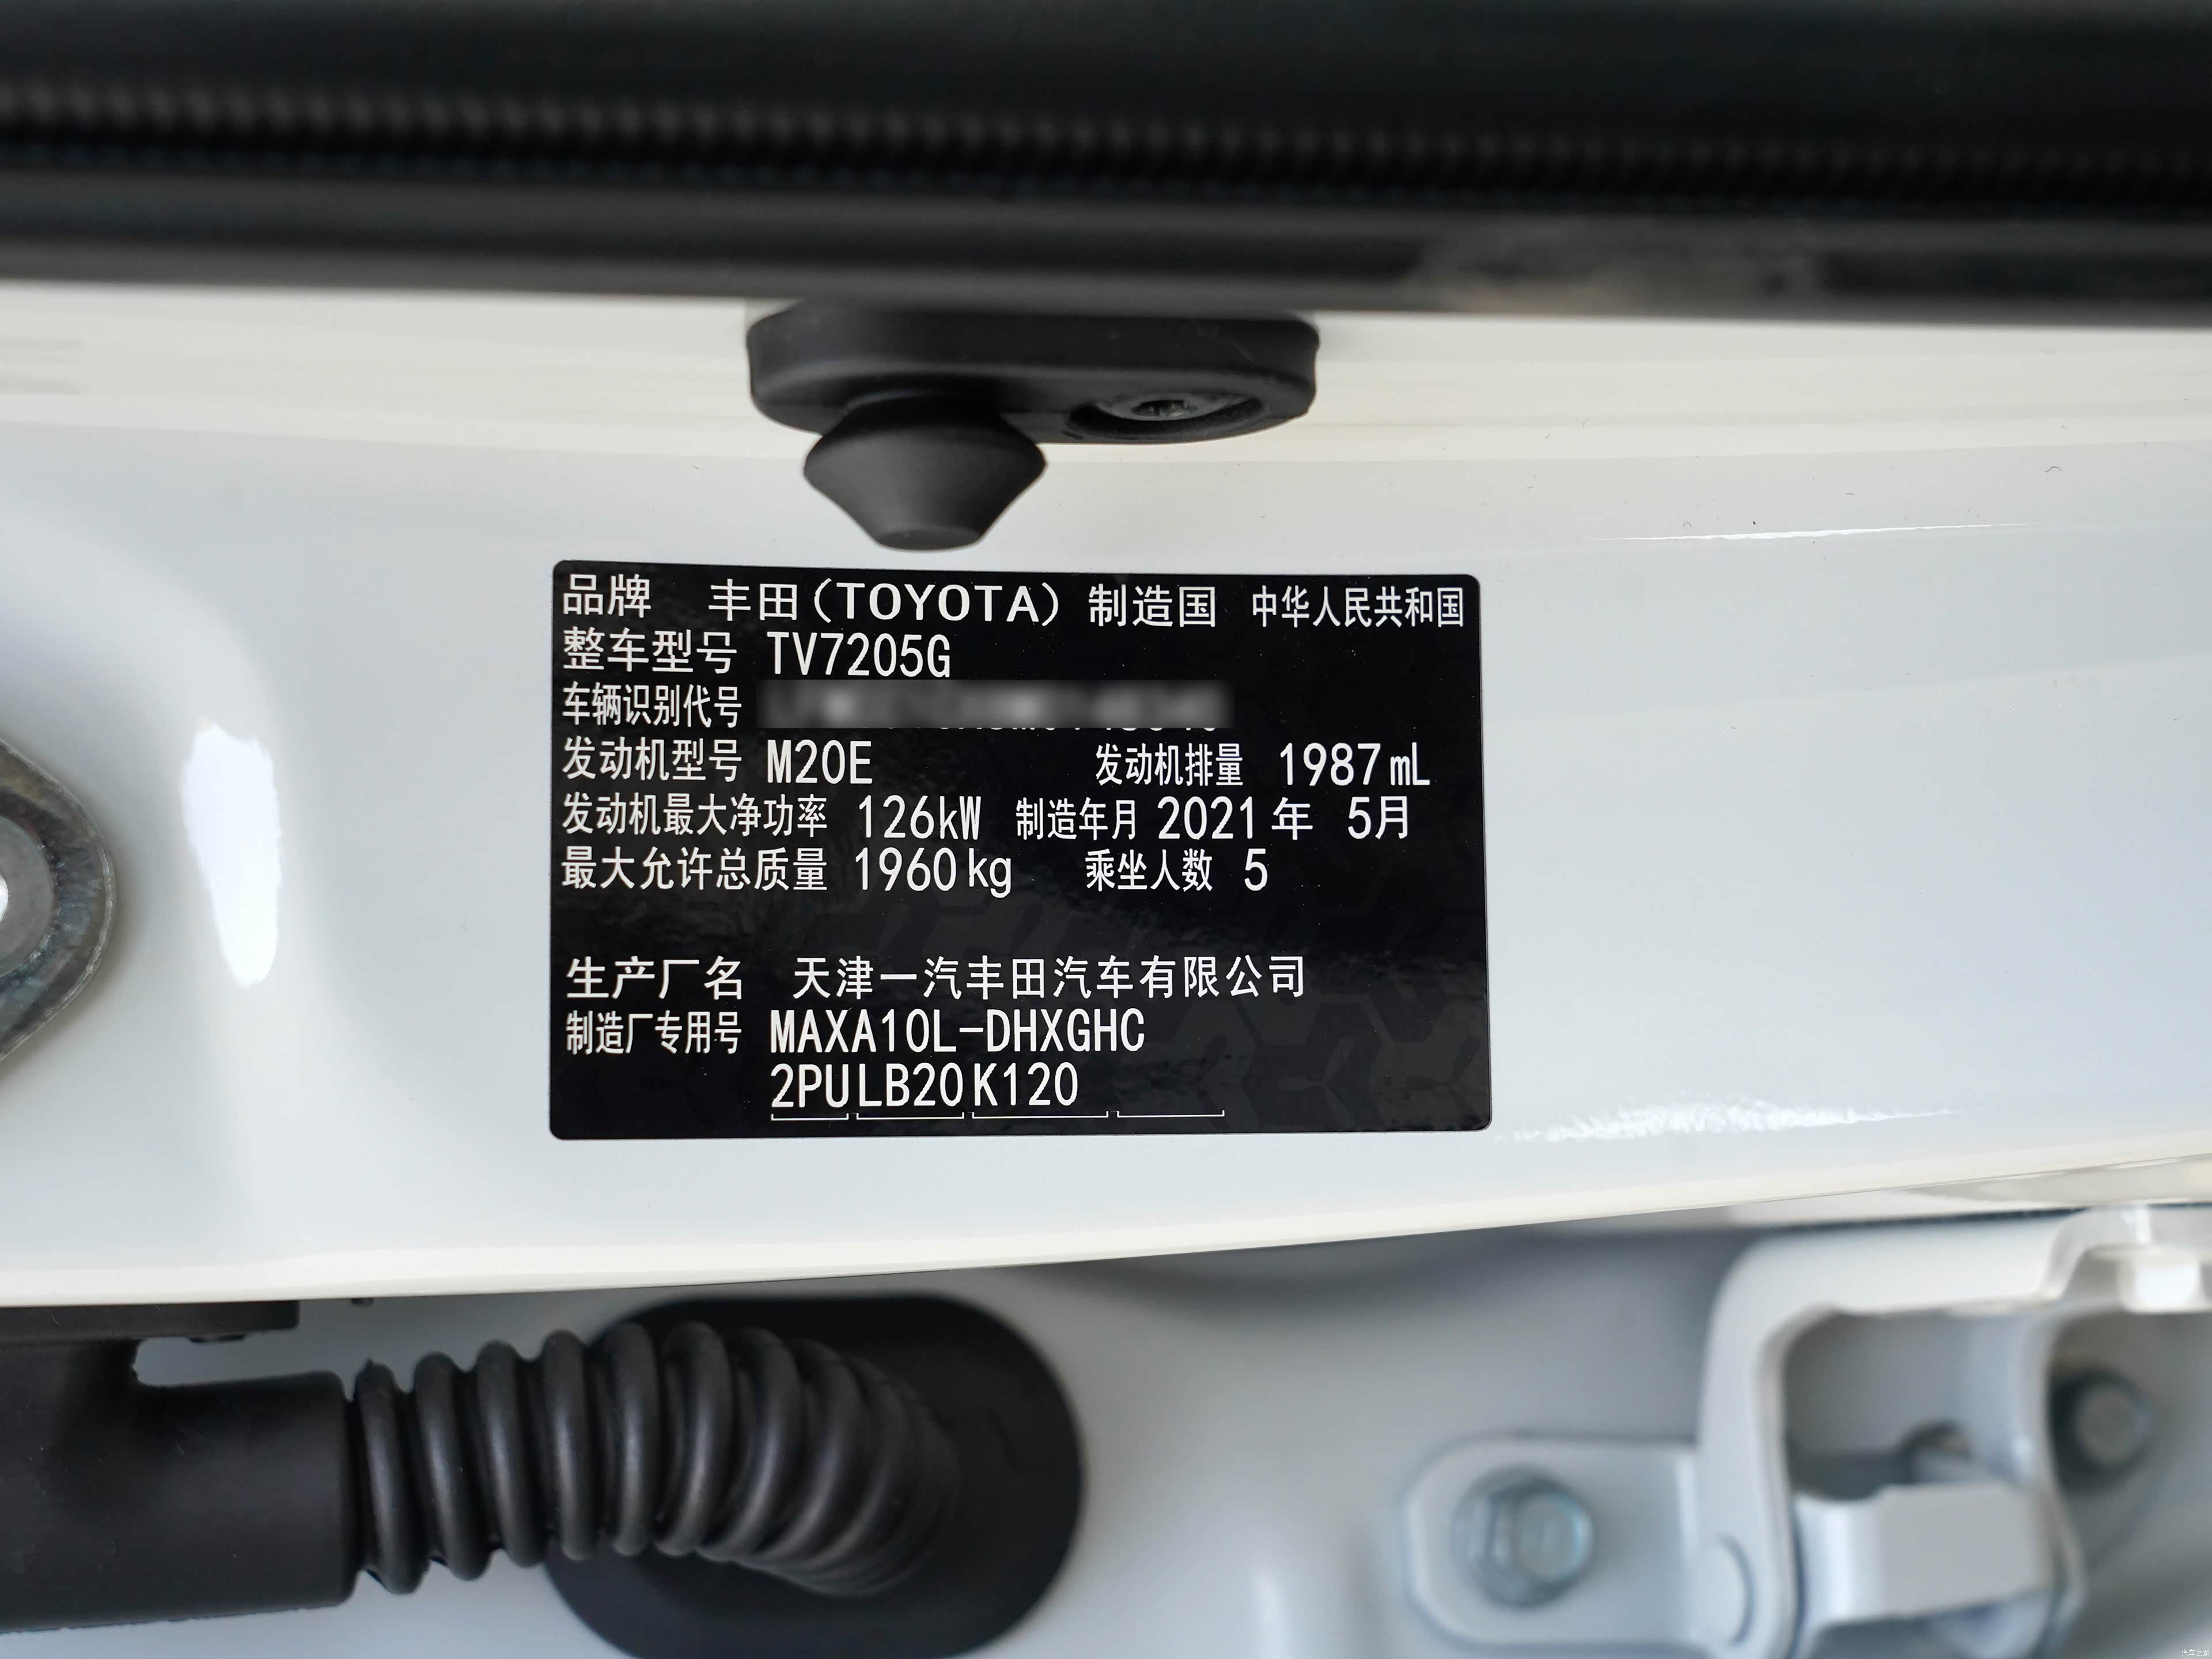 品牌 丰田(TOYOTA) 制造国 中华人民共和国
整车型号 TV7205G
车辆识别代号
发动机型号 M20E 发动机排量 1987mL
发动机最大净功率 126kW 制造年月 2021年 5月
最大允许总质量 1960kg 乘坐人数 5
生产厂名 天津一汽丰田汽车有限公司
制造厂专用号 MAXA10L-DHXGHC
2PULB20K120
汽车之家